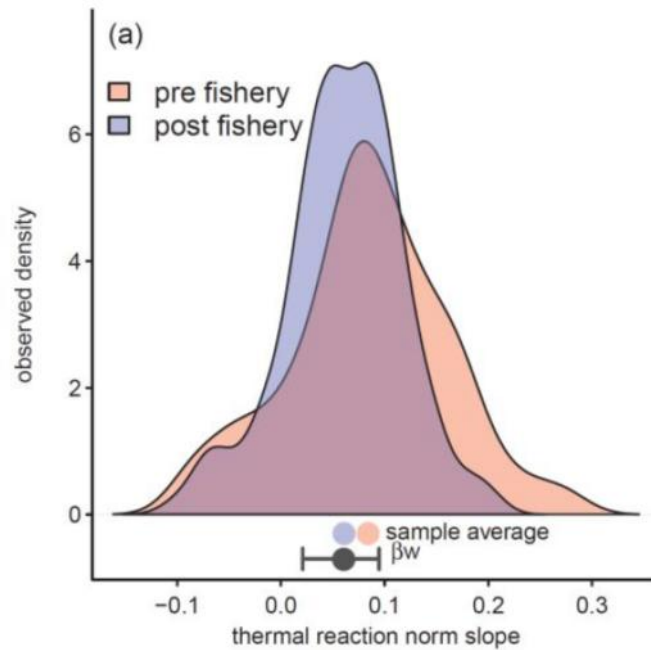 (a)
pre fishery
post fishery
observed density
6
4
2
0
sample average
βw
−0.1 0.0 0.1 0.2 0.3
thermal reaction norm slope